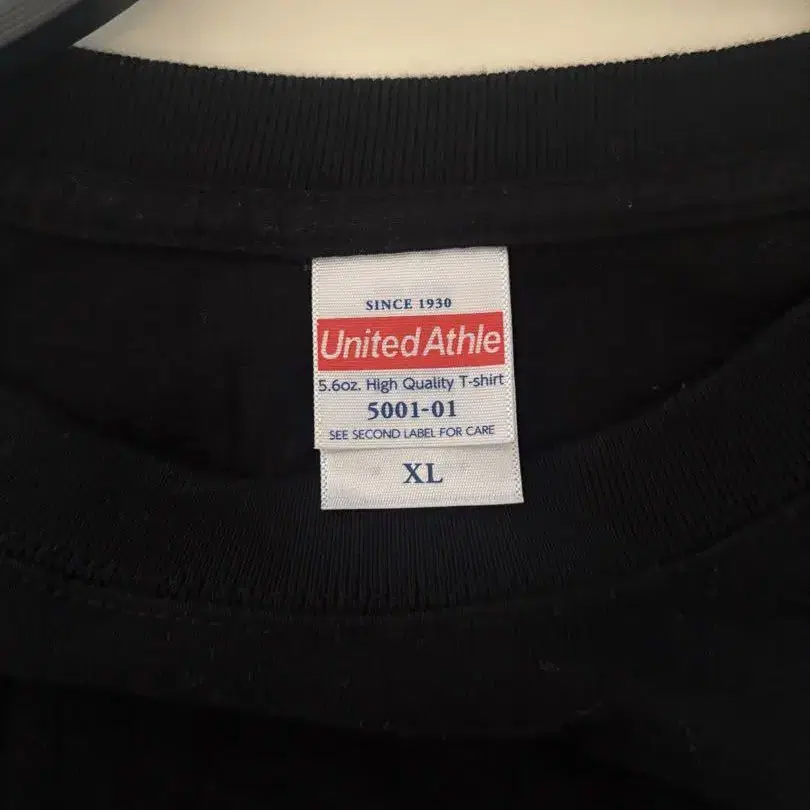 SINCE 1930
United Athle
5.6oz. High Quality T-shirt
5001-01
SEE SECOND LABEL FOR CARE
XL